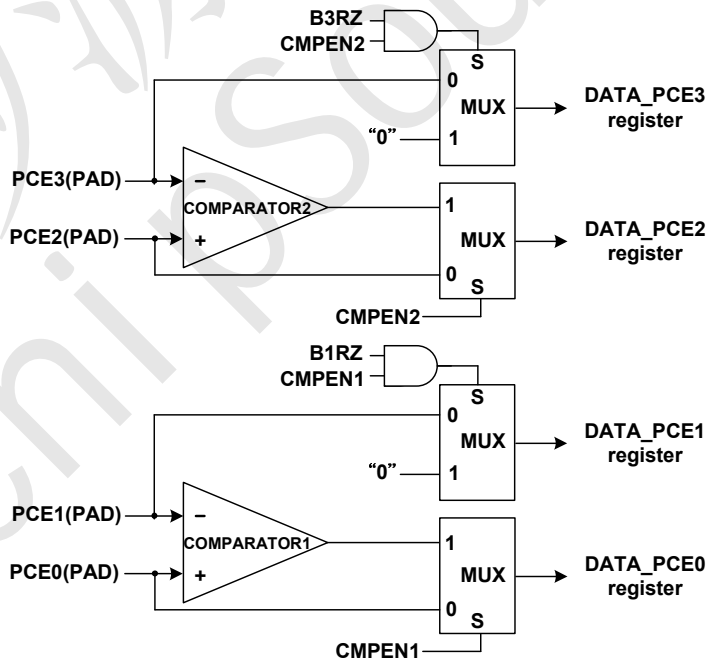 B3RZ
CMPEN2
S
0
MUX
"0"
1
DATA_PCE3
register
PCE3(PAD)
−
COMPARATOR2
PCE2(PAD)
+
1
MUX
0
S
DATA_PCE2
register
CMPEN2
B1RZ
CMPEN1
S
0
MUX
“0”
1
DATA_PCE1
register
PCE1(PAD)
−
COMPARATOR1
PCE0(PAD)
+
1
MUX
0
S
DATA_PCE0
register
CMPEN1